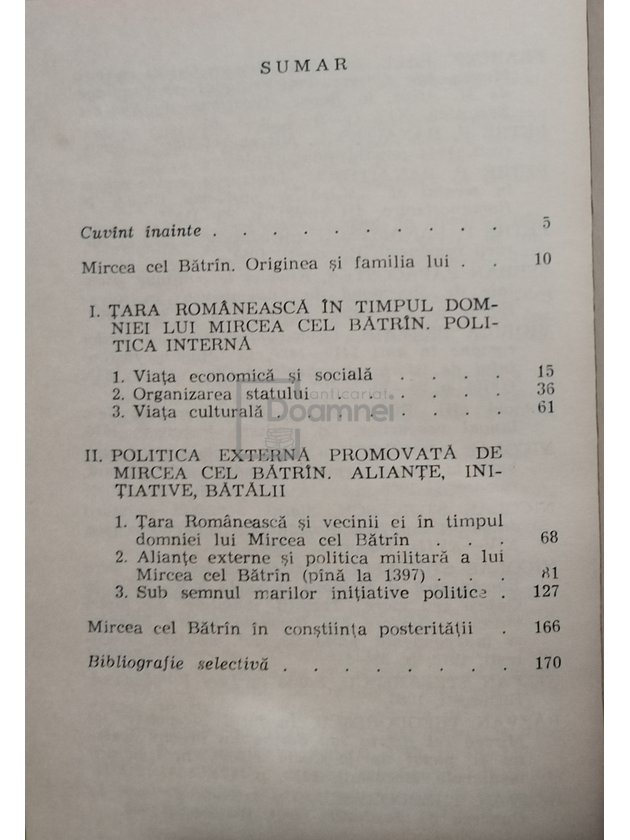 SUMAR
Cuvînt înainte . . . . . . . . . . 5
Mircea cel Bătrîn. Originea și familia lui . . 10
I. ȚARA ROMÂNEASCĂ ÎN TIMPUL DOM-
NIEI LUI MIRCEA CEL BĂTRÎN. POLI-
TICA INTERNĂ
1. Viața economică și socială . . . . 15
2. Organizarea statului . . . . . . 36
3. Viața culturală . . . . . . . . 61
anticariat
Doamnei
II. POLITICA EXTERNĂ PROMOVATĂ DE
MIRCEA CEL BĂTRÎN. ALIANȚE, INI-
ȚIATIVE, BĂTĂLII
1. Țara Românească și vecinii ei în timpul
domniei lui Mircea cel Bătrîn . . . 68
2. Alianțe externe și politica militară a lui
Mircea cel Bătrîn (pînă la 1397) . . . 81
3. Sub semnul marilor inițiative politice . 127
Mircea cel Bătrîn în conștiința posterității . 166
Bibliografie selectivă . . . . . . . 170